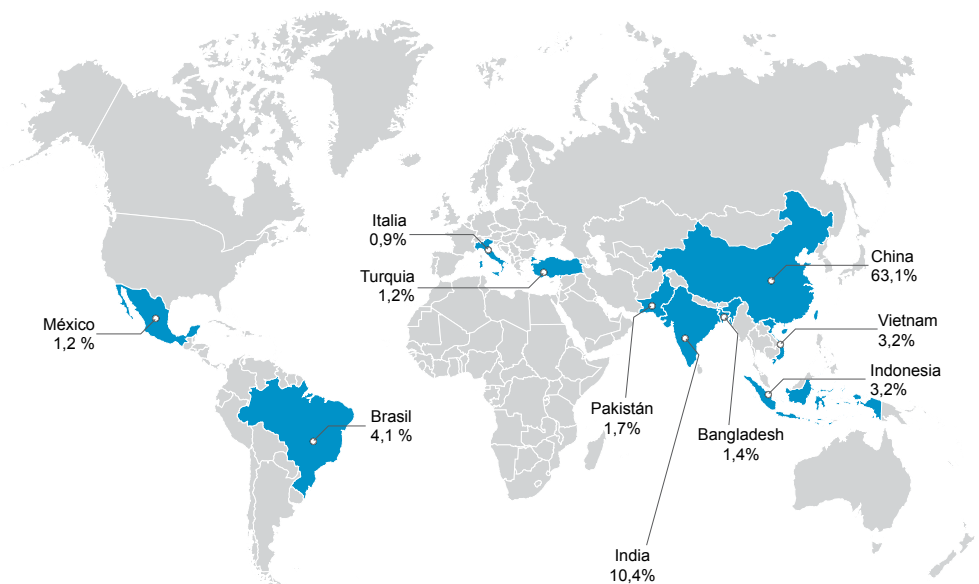 Italia
0,9%
Turquia
1,2%
China
63,1%
México
1,2 %
Vietnam
3,2%
Indonesia
3,2%
Brasil
4,1 %
Pakistán
1,7%
Bangladesh
1,4%
India
10,4%